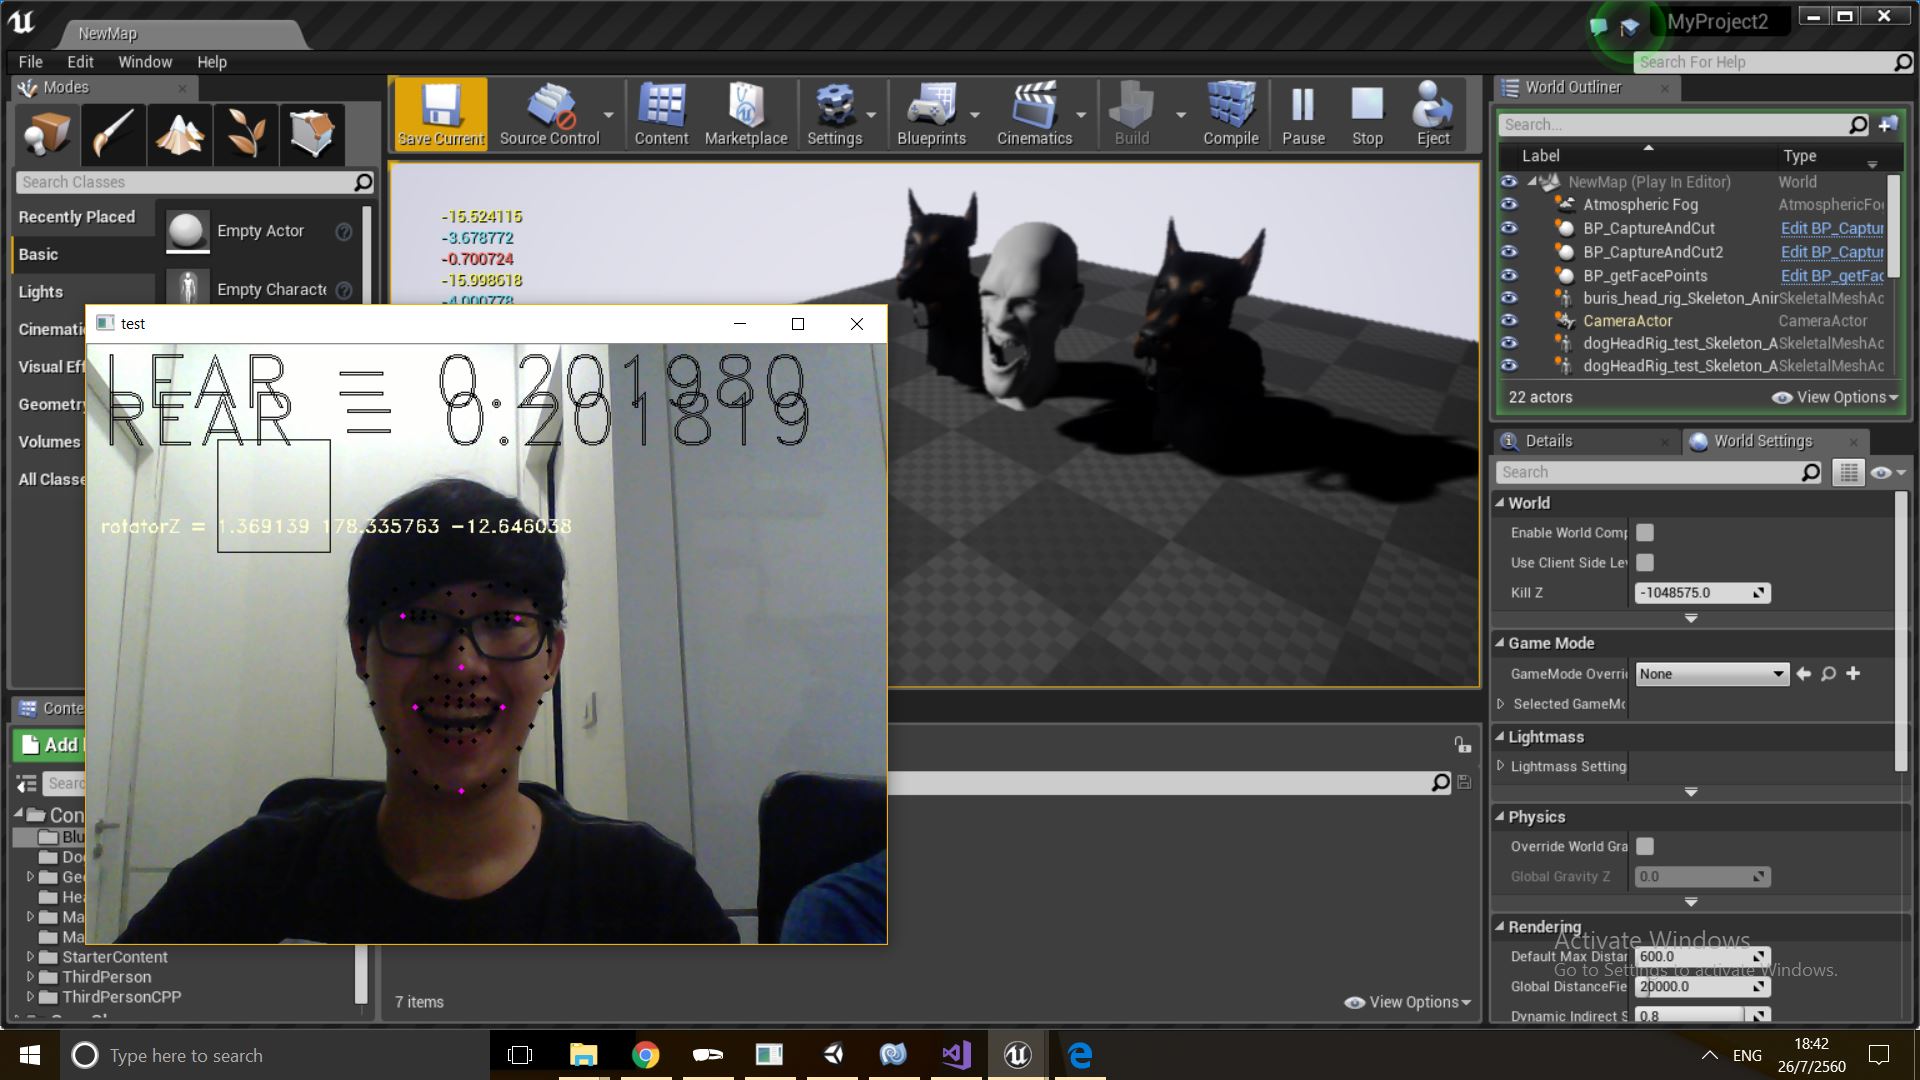 NewMap
MyProject2
File Edit Window Help
Search For Help
Modes
Save Current
Source Control
Content
Marketplace
Settings
Blueprints
Cinematics
Build
Compile
Pause
Stop
Eject
World Outliner
Search...
Label Type
NewMap (Play In Editor) World
Atmospheric Fog AtmosphericFo
BP_CaptureAndCut Edit BP_Captur
BP_CaptureAndCut2 Edit BP_Captur
BP_getFacePoints Edit BP_getFac
buris_head_rig_Skeleton_Anir SkeletalMeshAc
CameraActor CameraActor
dogHeadRig_test_Skeleton_A SkeletalMeshAc
dogHeadRig_test_Skeleton_A SkeletalMeshAc
22 actors View Options
Search Classes
Recently Placed
Basic
Lights
Cinemati
Visual Eff
Geometry
Volumes
All Classe
Empty Actor
Empty Characte
-15.524115
-3.678772
-0.700724
-15.998618
-4.000778
test
LEAR = 0.201980
REAR = 0.201819
rotatorZ = 1.369139 178.335763 -12.646038
Details World Settings
Search
World
Enable World Comp
Use Client Side Lev
Kill Z -1048575.0
Game Mode
GameMode Overri None
Selected GameMo
Lightmass
Lightmass Setting
Physics
Override World Gra
Global Gravity Z 0.0
Rendering
Default Max Distar 600.0
Global DistanceFie 20000.0
Dynamic Indirect S 0.8
Activate Windows
Go to Settings to activate Windows.
Conte
Add
Searc
Con
Blu
Do
Geo
Hea
Ma
Ma
StarterContent
ThirdPerson
ThirdPersonCPP
7 items
View Options
Type here to search
ENG
18:42
26/7/2560